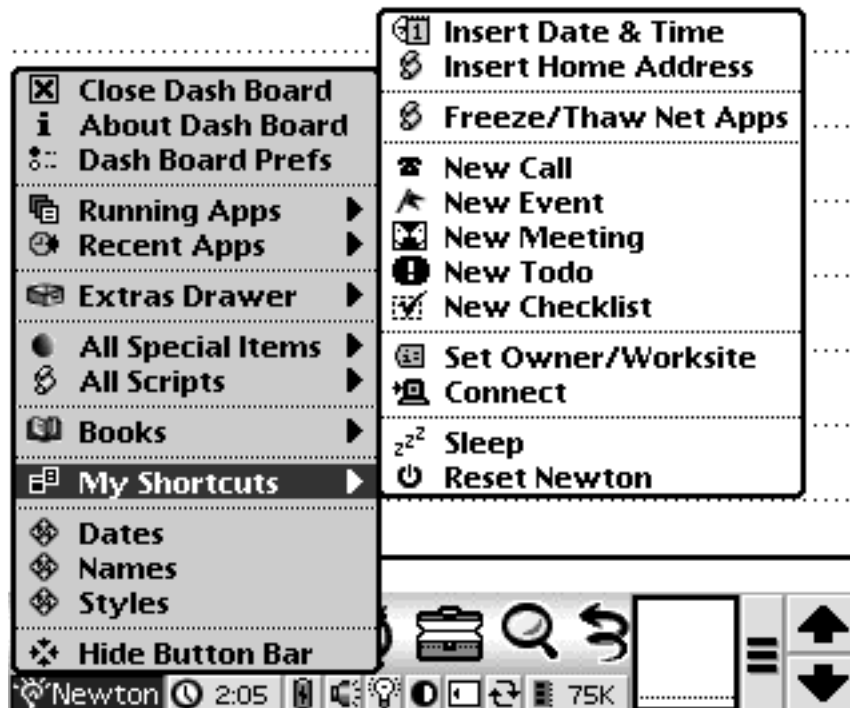 Close Dash Board
About Dash Board
Dash Board Prefs
Running Apps
Recent Apps
Extras Drawer
All Special Items
All Scripts
Books
My Shortcuts
Dates
Names
Styles
Hide Button Bar
Insert Date & Time
Insert Home Address
Freeze/Thaw Net Apps
New Call
New Event
New Meeting
New Todo
New Checklist
Set Owner/Worksite
Connect
Sleep
Reset Newton
Newton 2:05 75K